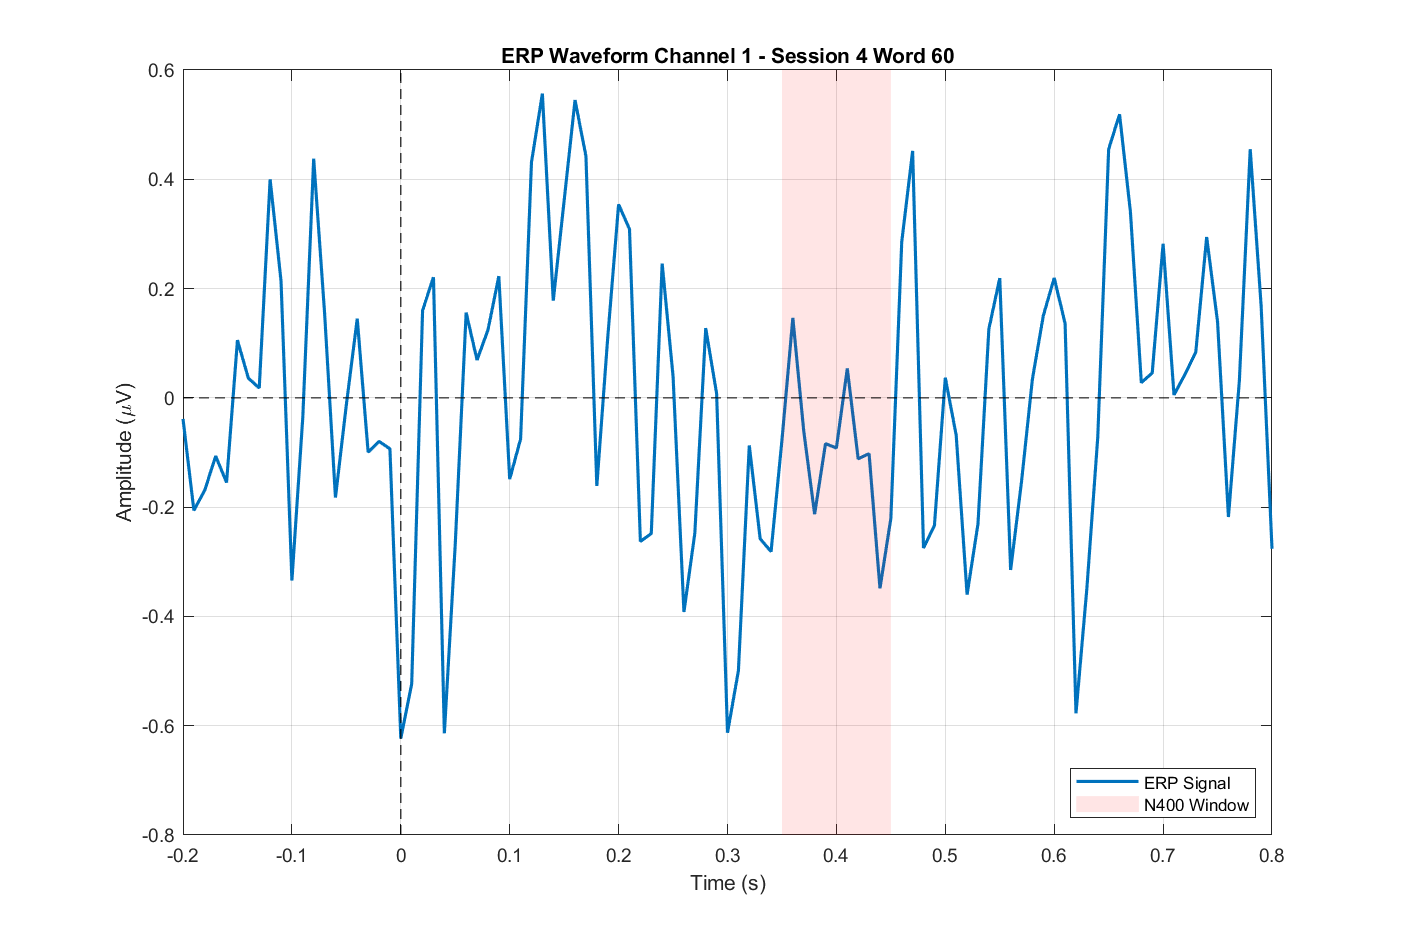 ERP Waveform Channel 1 - Session 4 Word 60
0.6
0.4
0.2
0
-0.2
-0.4
-0.6
-0.8
Amplitude (μV)
-0.2 -0.1 0 0.1 0.2 0.3 0.4 0.5 0.6 0.7 0.8
Time (s)
ERP Signal
N400 Window